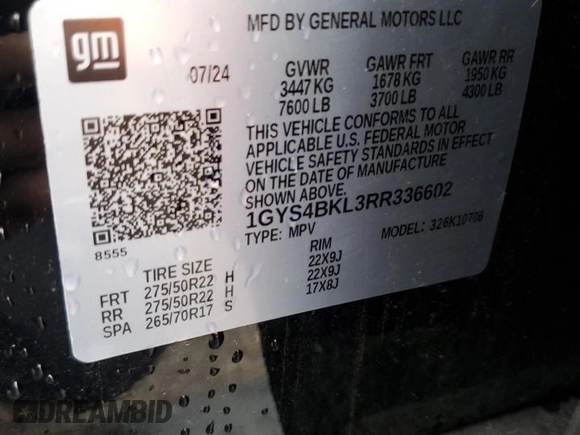 gm
MFD BY GENERAL MOTORS LLC
07/24 GVWR GAWR FRT GAWR RR
3447 KG 1678 KG 1950 KG
7600 LB 3700 LB 4300 LB
THIS VEHICLE CONFORMS TO ALL
APPLICABLE U.S. FEDERAL MOTOR
VEHICLE SAFETY STANDARDS IN EFFECT
ON THE DATE OF MANUFACTURE
SHOWN ABOVE.
1GYS4BKL3RR336602
TYPE: MPV MODEL: 326K10706
8555
TIRE SIZE RIM
FRT 275/50R22 H 22X9J
RR 275/50R22 H 22X9J
SPA 265/70R17 S 17X8J
DREAMBID